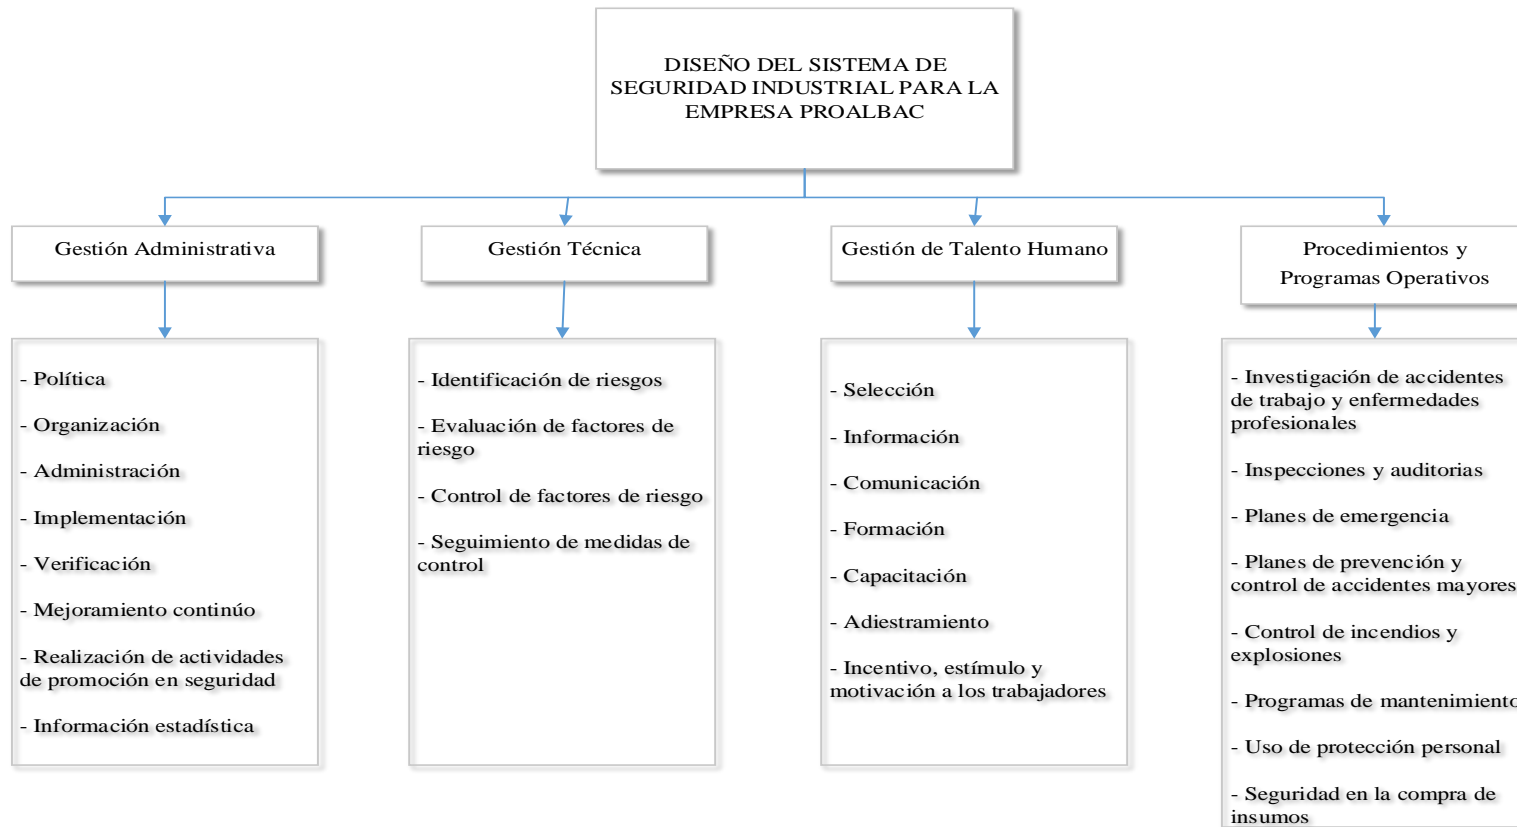 DISEÑO DEL SISTEMA DE
SEGURIDAD INDUSTRIAL PARA LA
EMPRESA PROALBAC
Gestión Administrativa
Gestión Técnica
Gestión de Talento Humano
Procedimientos y
Programas Operativos
- Política
- Organización
- Administración
- Implementación
- Verificación
- Mejoramiento continúo
- Realización de actividades
de promoción en seguridad
- Información estadística
- Identificación de riesgos
- Evaluación de factores de
riesgo
- Control de factores de riesgo
- Seguimiento de medidas de
control
- Selección
- Información
- Comunicación
- Formación
- Capacitación
- Adiestramiento
- Incentivo, estímulo y
motivación a los trabajadores
- Investigación de accidentes
de trabajo y enfermedades
profesionales
- Inspecciones y auditorias
- Planes de emergencia
- Planes de prevención y
control de accidentes mayores
- Control de incendios y
explosiones
- Programas de mantenimiento
- Uso de protección personal
- Seguridad en la compra de
insumos